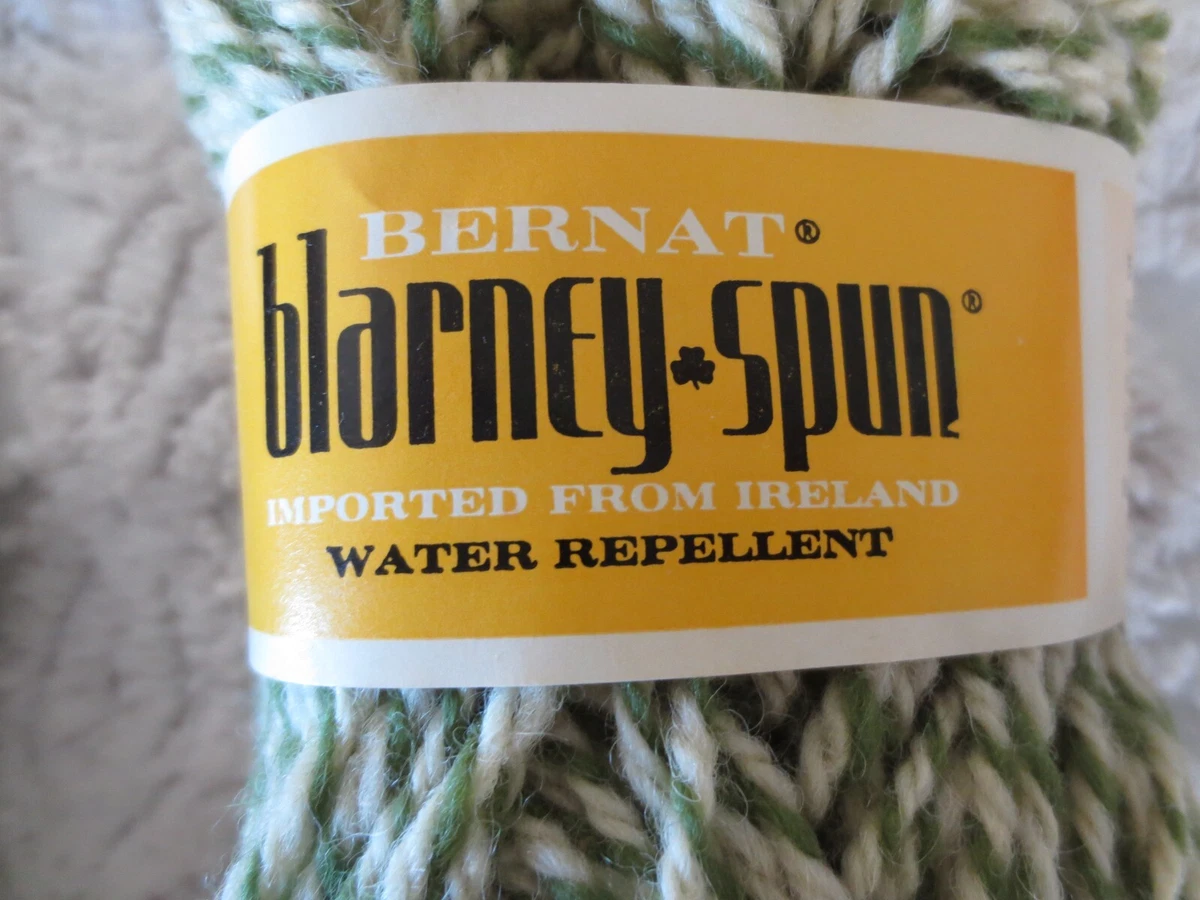 BERNAT®
blarney☘spun®
IMPORTED FROM IRELAND
WATER REPELLENT